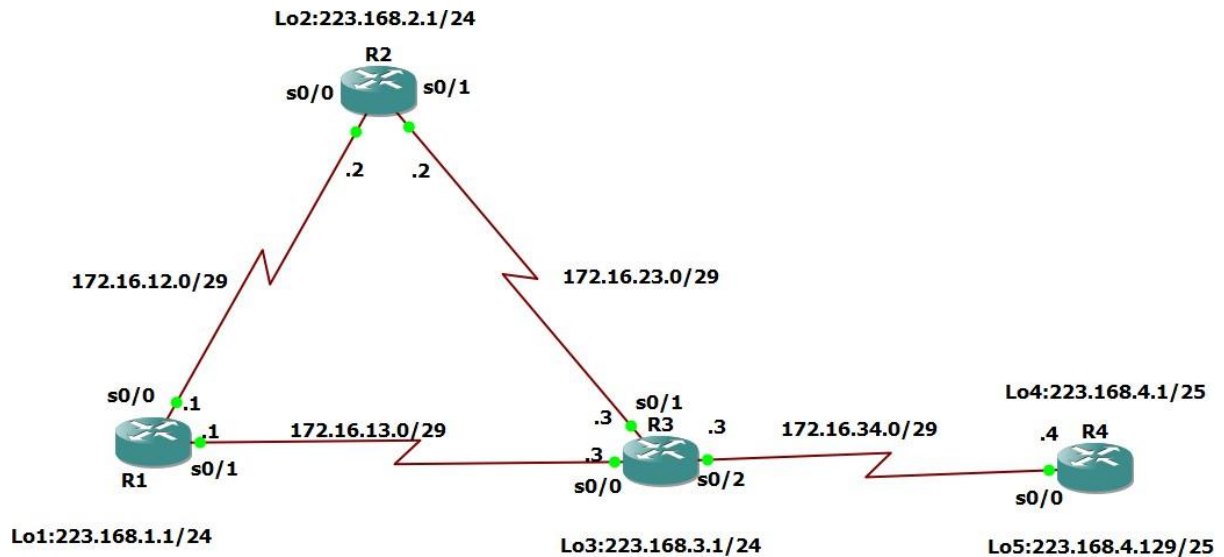 Lo2:223.168.2.1/24
R2
s0/0
s0/1
.2
.2
172.16.12.0/29
172.16.23.0/29
s0/0
.1
.1
172.16.13.0/29
s0/1
R1
Lo1:223.168.1.1/24
s0/1
.3
R3
.3
.3
s0/0
s0/2
172.16.34.0/29
Lo3:223.168.3.1/24
Lo4:223.168.4.1/25
.4
R4
s0/0
Lo5:223.168.4.129/25